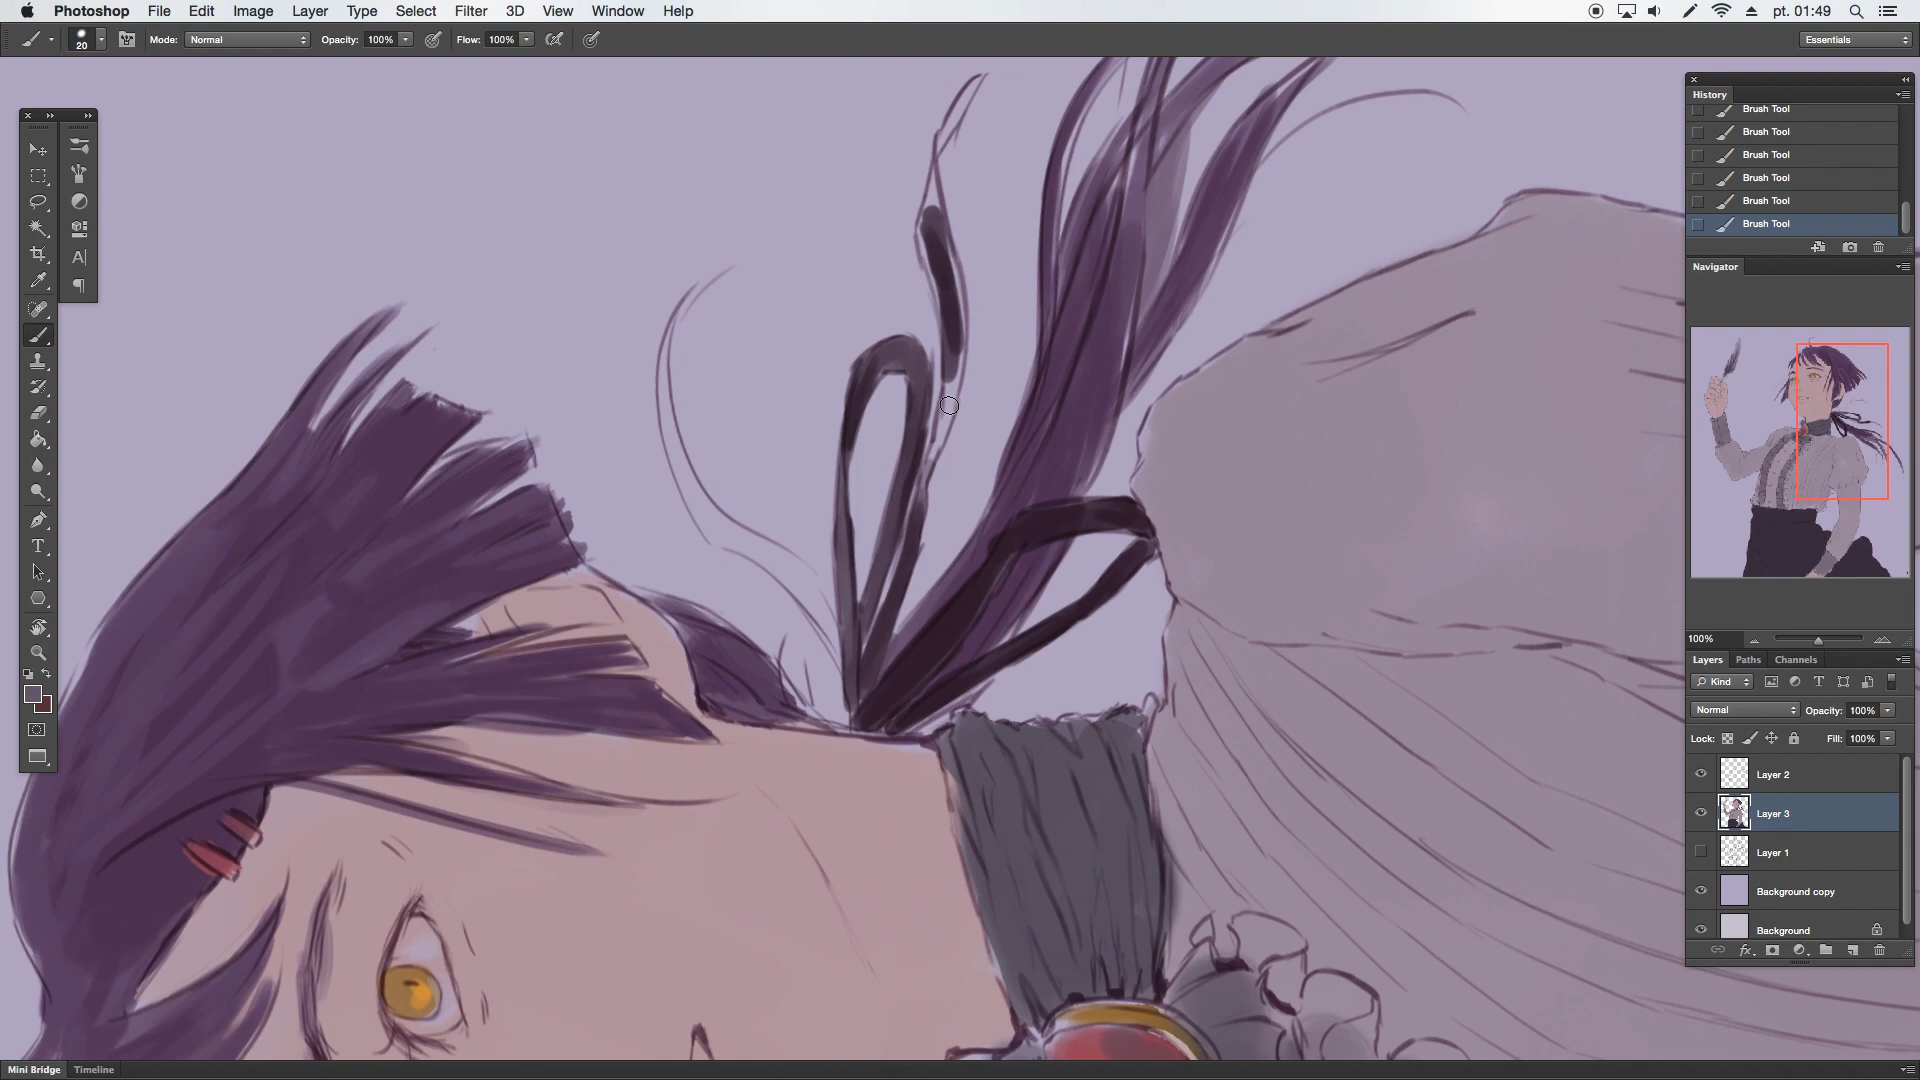 Photoshop File Edit Image Layer Type Select Filter 3D View Window Help pt. 01:49
20 Mode: Normal Opacity: 100% Flow: 100% Essentials
History
Brush Tool
Brush Tool
Brush Tool
Brush Tool
Brush Tool
Brush Tool
Navigator
100%
Layers Paths Channels
Kind
Normal Opacity: 100%
Lock: Fill: 100%
Layer 2
Layer 3
Layer 1
Background copy
Background
fx
Mini Bridge Timeline